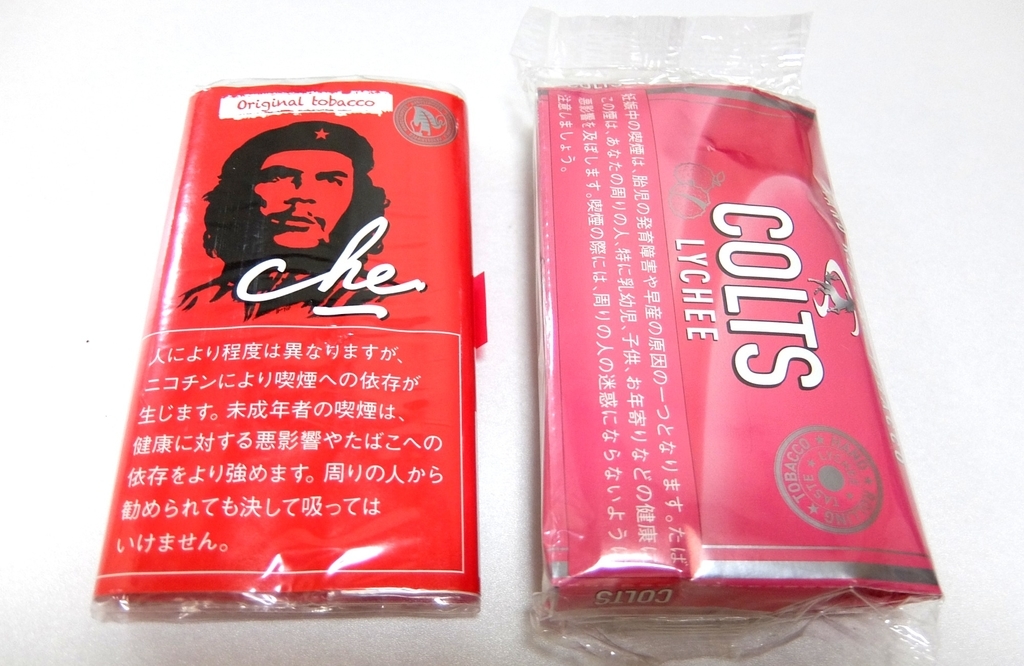 Original tobacco
che
人により程度は異なりますが、
ニコチンにより喫煙への依存が
生じます。未成年者の喫煙は、
健康に対する悪影響やたばこへの
依存をより強めます。周りの人から
勧められても決して吸っては
いけません。
妊娠中の喫煙は、胎児の発育障害や早産の原因の一つとなります。たば
この煙は、あなたの周りの人、特に乳幼児、子供、お年寄りなどの健康に
悪影響を及ぼします。喫煙の際には、周りの人の迷惑にならないように
注意しましょう。
COLTS
LYCHEE
TOBACCO
ROLLING
TASTE
COLTS